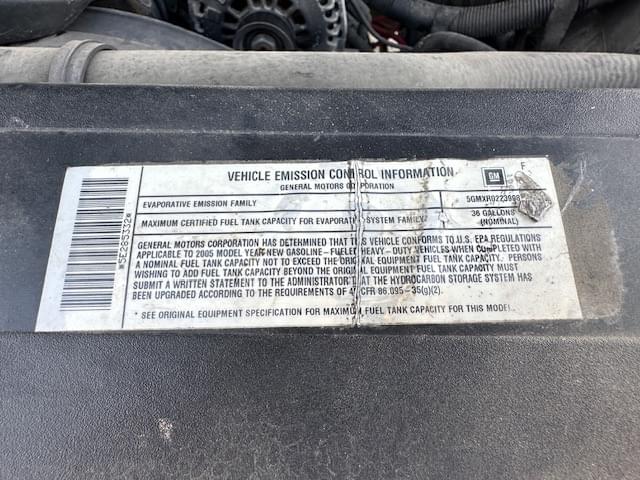 VEHICLE EMISSION CONTROL INFORMATION
GENERAL MOTORS CORPORATION
GM
F
EVAPORATIVE EMISSION FAMILY
MAXIMUM CERTIFIED FUEL TANK CAPACITY FOR EVAPORATIVE SYSTEM FAMILY
36 GALLONS
(NOMINAL)
GENERAL MOTORS CORPORATION HAS DETERMINED THAT THIS VEHICLE CONFORMS TO U.S. EPA REGULATIONS
APPLICABLE TO 2005 MODEL YEAR NEW GASOLINE-FUELED HEAVY-DUTY VEHICLES WHEN COMPLETED WITH
A NOMINAL FUEL TANK CAPACITY NOT TO EXCEED THE ORIGINAL EQUIPMENT FUEL TANK CAPACITY. PERSONS
WISHING TO ADD FUEL TANK CAPACITY BEYOND THE ORIGINAL EQUIPMENT FUEL TANK CAPACITY MUST
SUBMIT A WRITTEN STATEMENT TO THE ADMINISTRATOR THAT THE HYDROCARBON STORAGE SYSTEM HAS
BEEN UPGRADED ACCORDING TO THE REQUIREMENTS OF CFR 86.095-35(g)(2).
* SEE ORIGINAL EQUIPMENT SPECIFICATION FOR MAXIMUM FUEL TANK CAPACITY FOR THIS MODEL.
*5E285332*